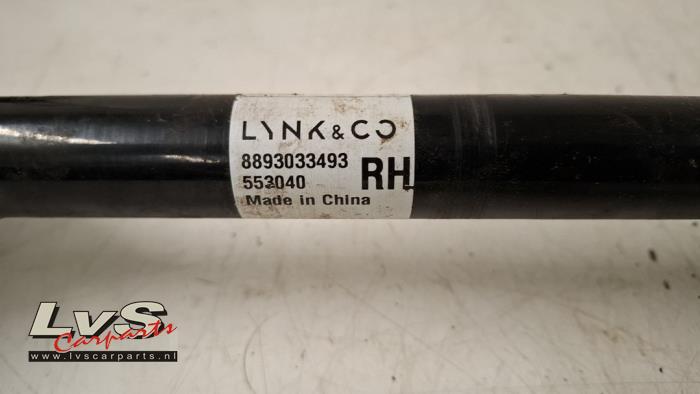 LYNK & CO
8893033493
553040
RH
Made in China
LvS
Carparts
www.lvscarparts.nl